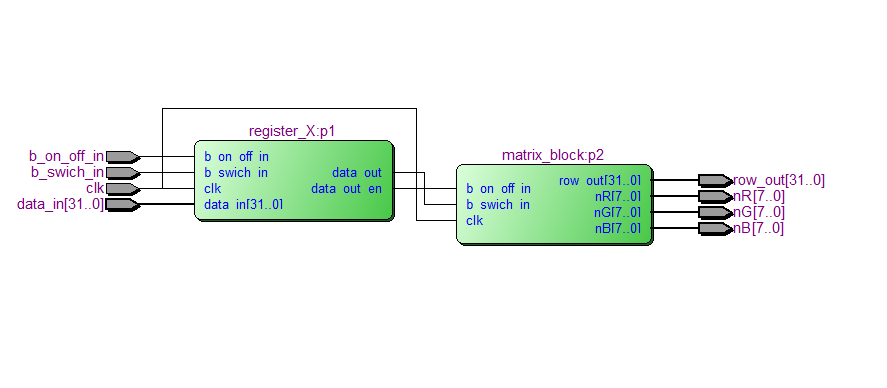 register_X:p1
b_on_off_in
b_swich_in
clk
data_in[31..0]
b on off in
b swich in
clk
data in[31..0]
data out
data out en
matrix_block:p2
b on off in
b swich in
clk
row out[31..0]
nR[7..0]
nG[7..0]
nB[7..0]
row_out[31..0]
nR[7..0]
nG[7..0]
nB[7..0]